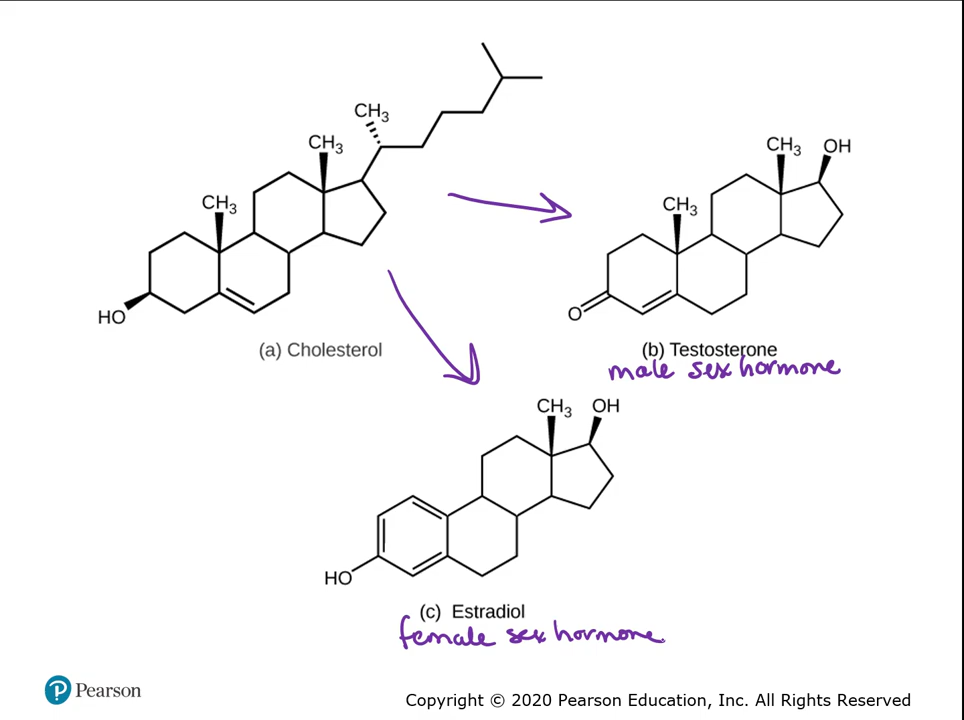 CH₃
CH₃
CH₃
HO
(a) Cholesterol
CH₃
OH
CH₃
O
(b) Testosterone
male sex hormone
CH₃
OH
HO
(c) Estradiol
female sex hormone
P Pearson
Copyright © 2020 Pearson Education, Inc. All Rights Reserved